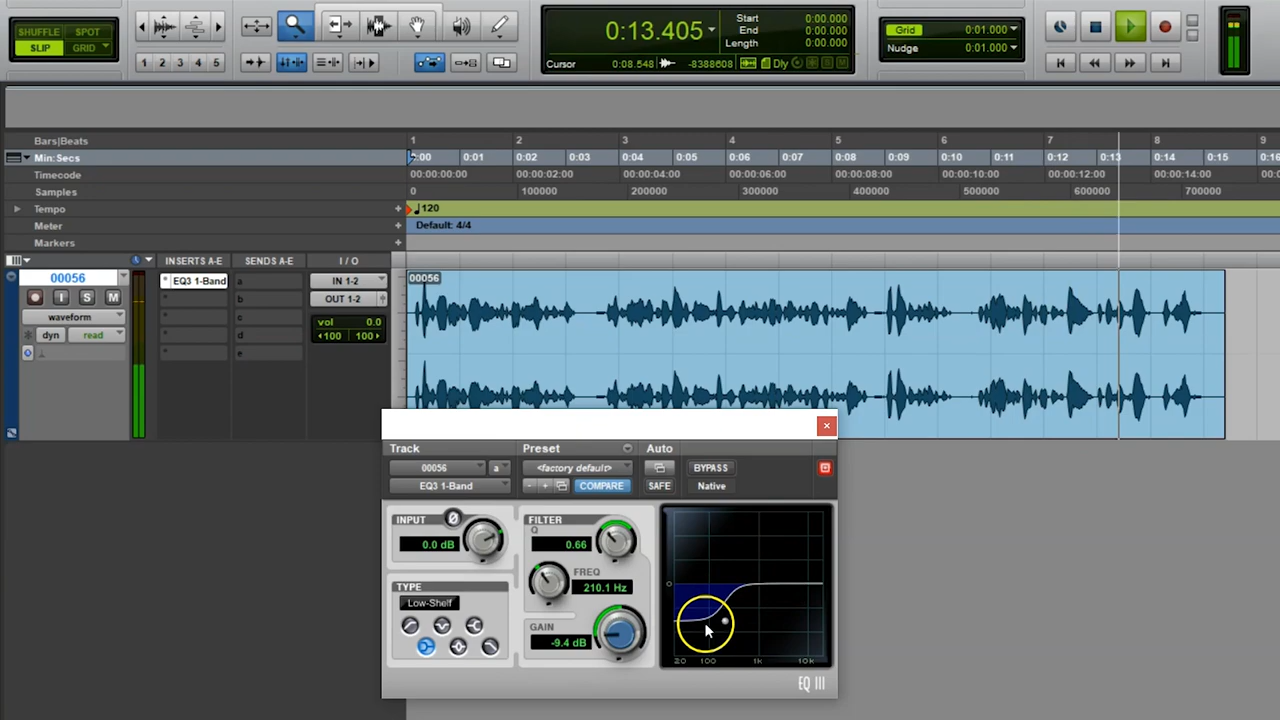 SHUFFLE SPOT
SLIP GRID
1 2 3 4 5
0:13.405
Start 0:00.000
End 0:00.000
Length 0:00.000
Cursor 0:08.548 -8388608 Dly
Grid 0:01.000
Nudge 0:01.000
Bars|Beats 1 2 3 4 5 6 7 8 9
Min:Secs 0:00 0:01 0:02 0:03 0:04 0:05 0:06 0:07 0:08 0:09 0:10 0:11 0:12 0:13 0:14 0:15 0:16
Timecode 00:00:00:00 00:00:02:00 00:00:04:00 00:00:06:00 00:00:08:00 00:00:10:00 00:00:12:00 00:00:14:00
Samples 0 100000 200000 300000 400000 500000 600000 700000
Tempo 120
Meter Default: 4/4
Markers
INSERTS A-E SENDS A-E I / O
00056 EQ3 1-Band a IN 1-2 00056
I S M b OUT 1-2
waveform c vol 0.0
dyn read d 100 100
e
Track Preset Auto
00056 a <factory default> BYPASS
EQ3 1-Band - + COMPARE SAFE Native
INPUT FILTER
Q
0.0 dB 0.66
FREQ
TYPE 210.1 Hz
Low-Shelf
GAIN
-9.4 dB
0
20 100 1k 10k
EQ III